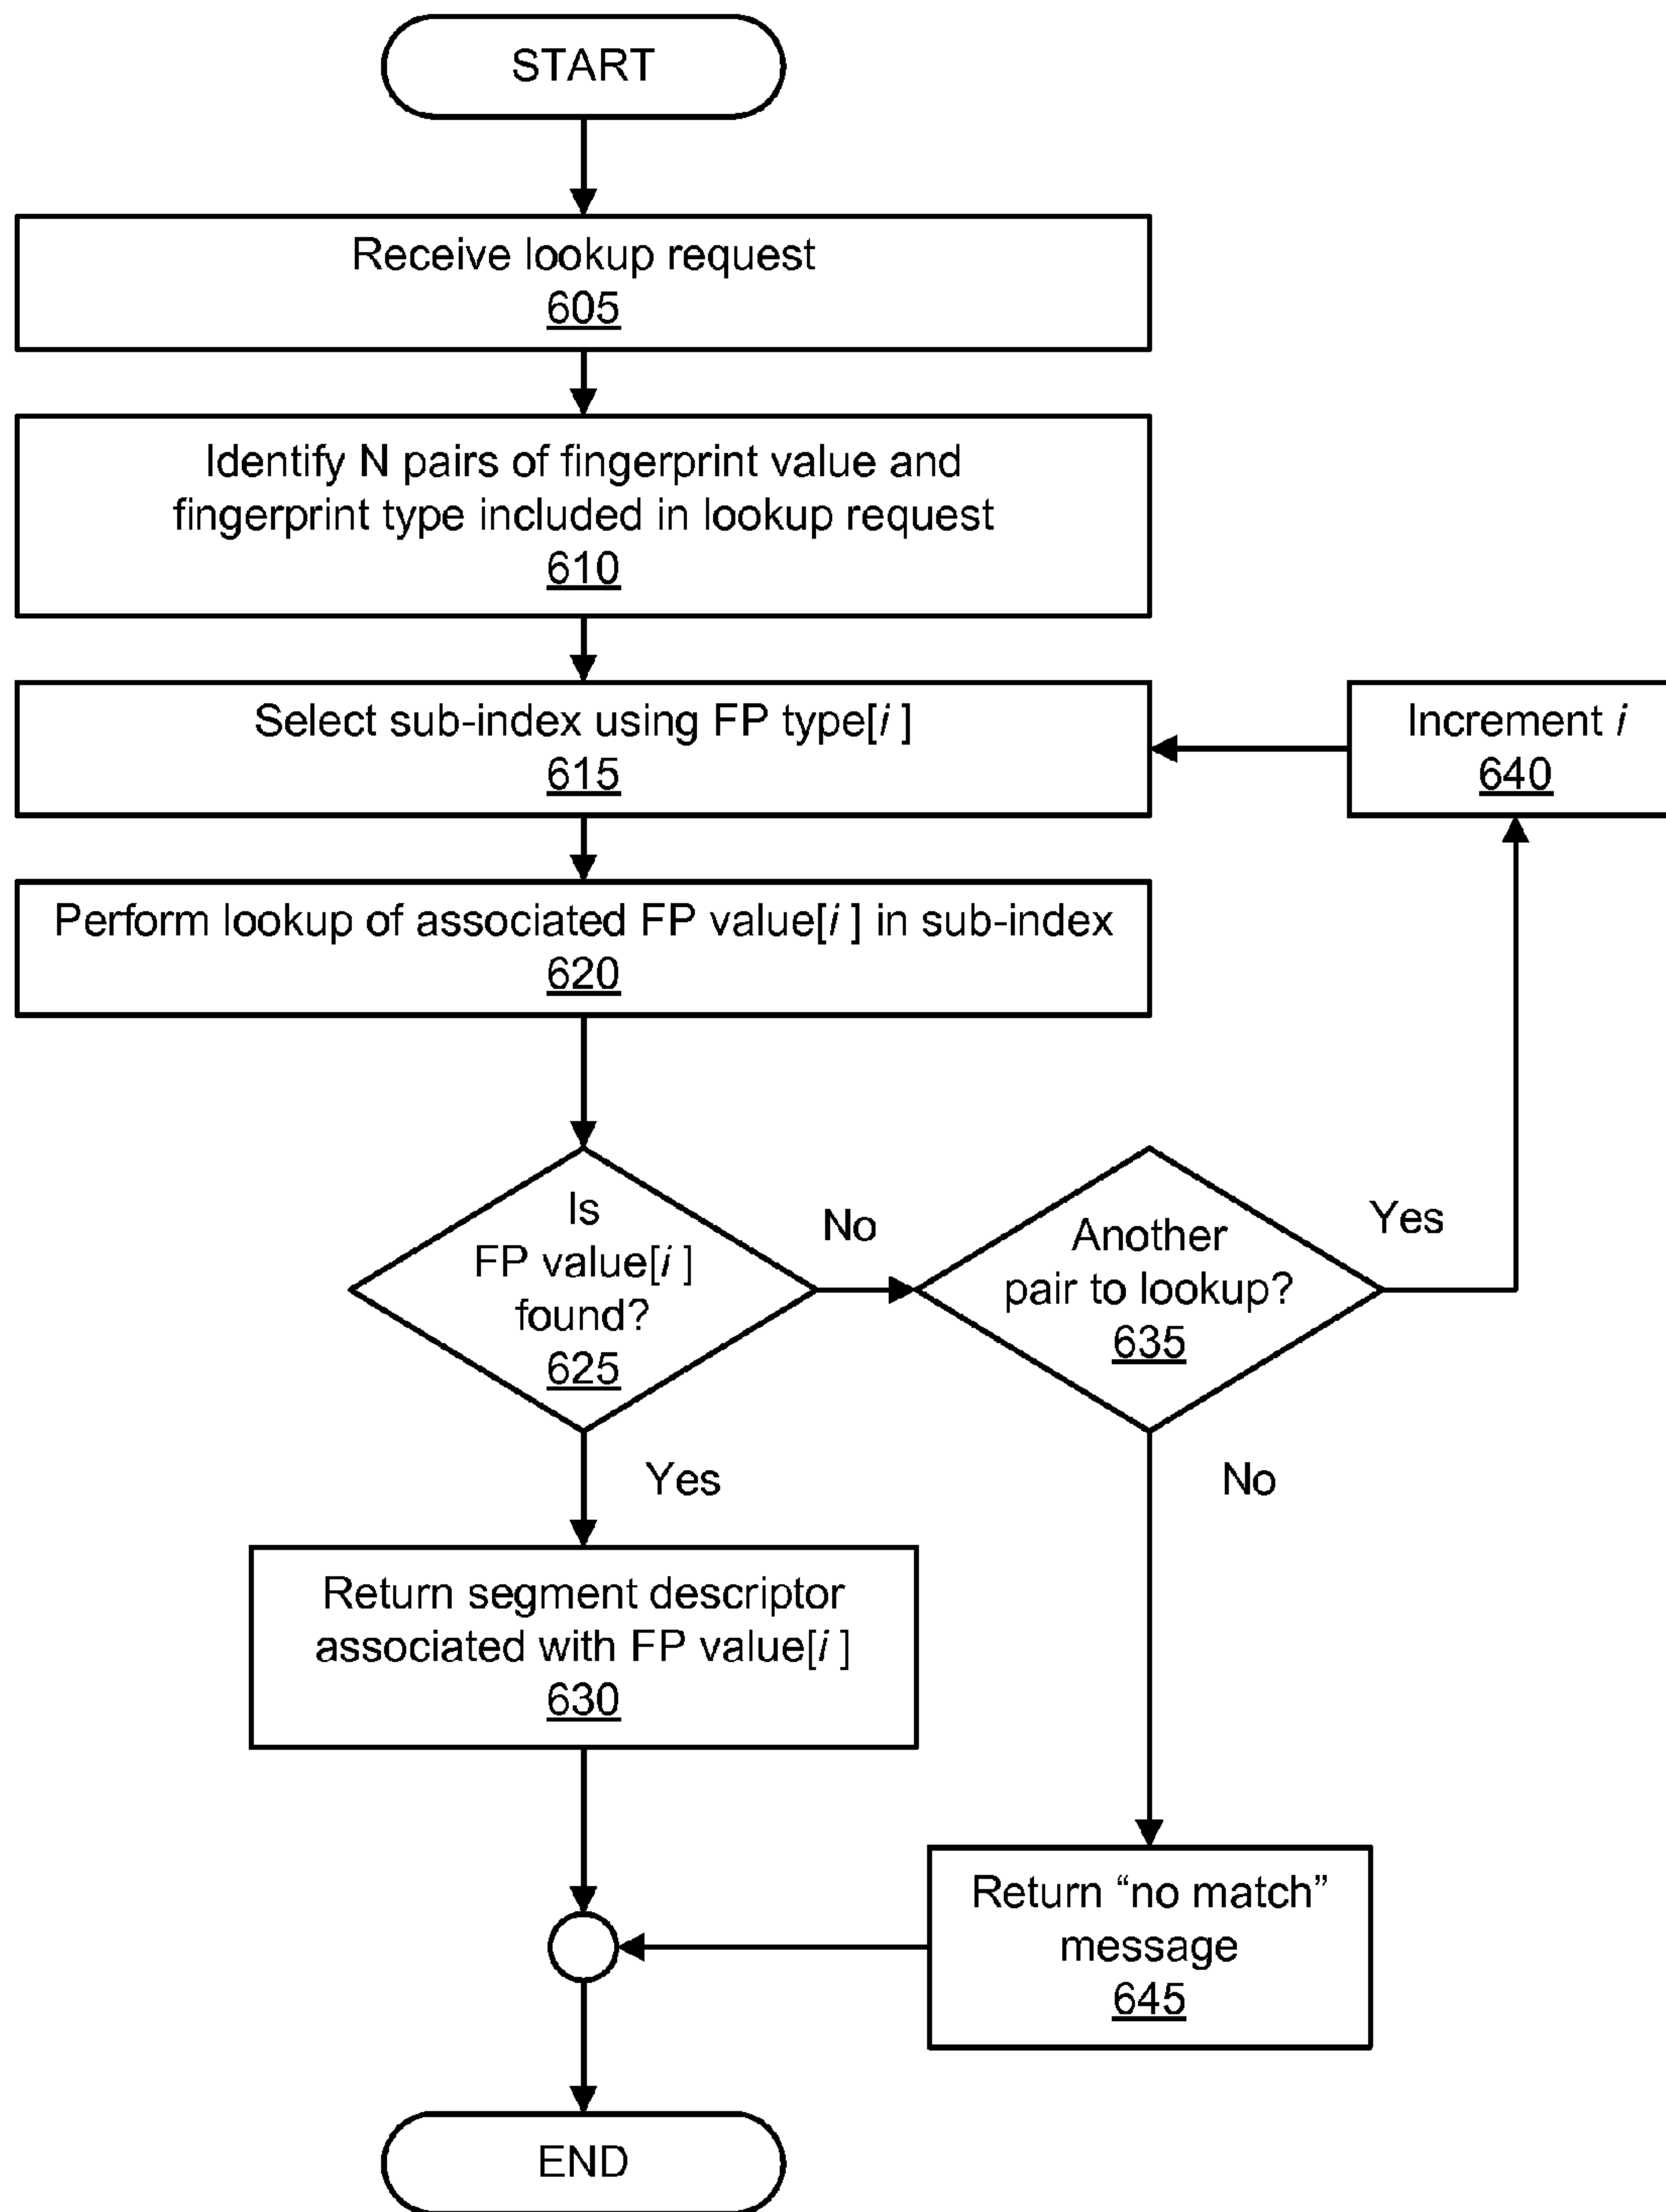 START
Receive lookup request
605
Identify N pairs of fingerprint value and
fingerprint type included in lookup request
610
Select sub-index using FP type[i ]
615
Increment i
640
Perform lookup of associated FP value[i ] in sub-index
620
Is
FP value[i ]
found?
625
No
Another
pair to lookup?
635
Yes
Yes
No
Return segment descriptor
associated with FP value[i ]
630
Return “no match”
message
645
END